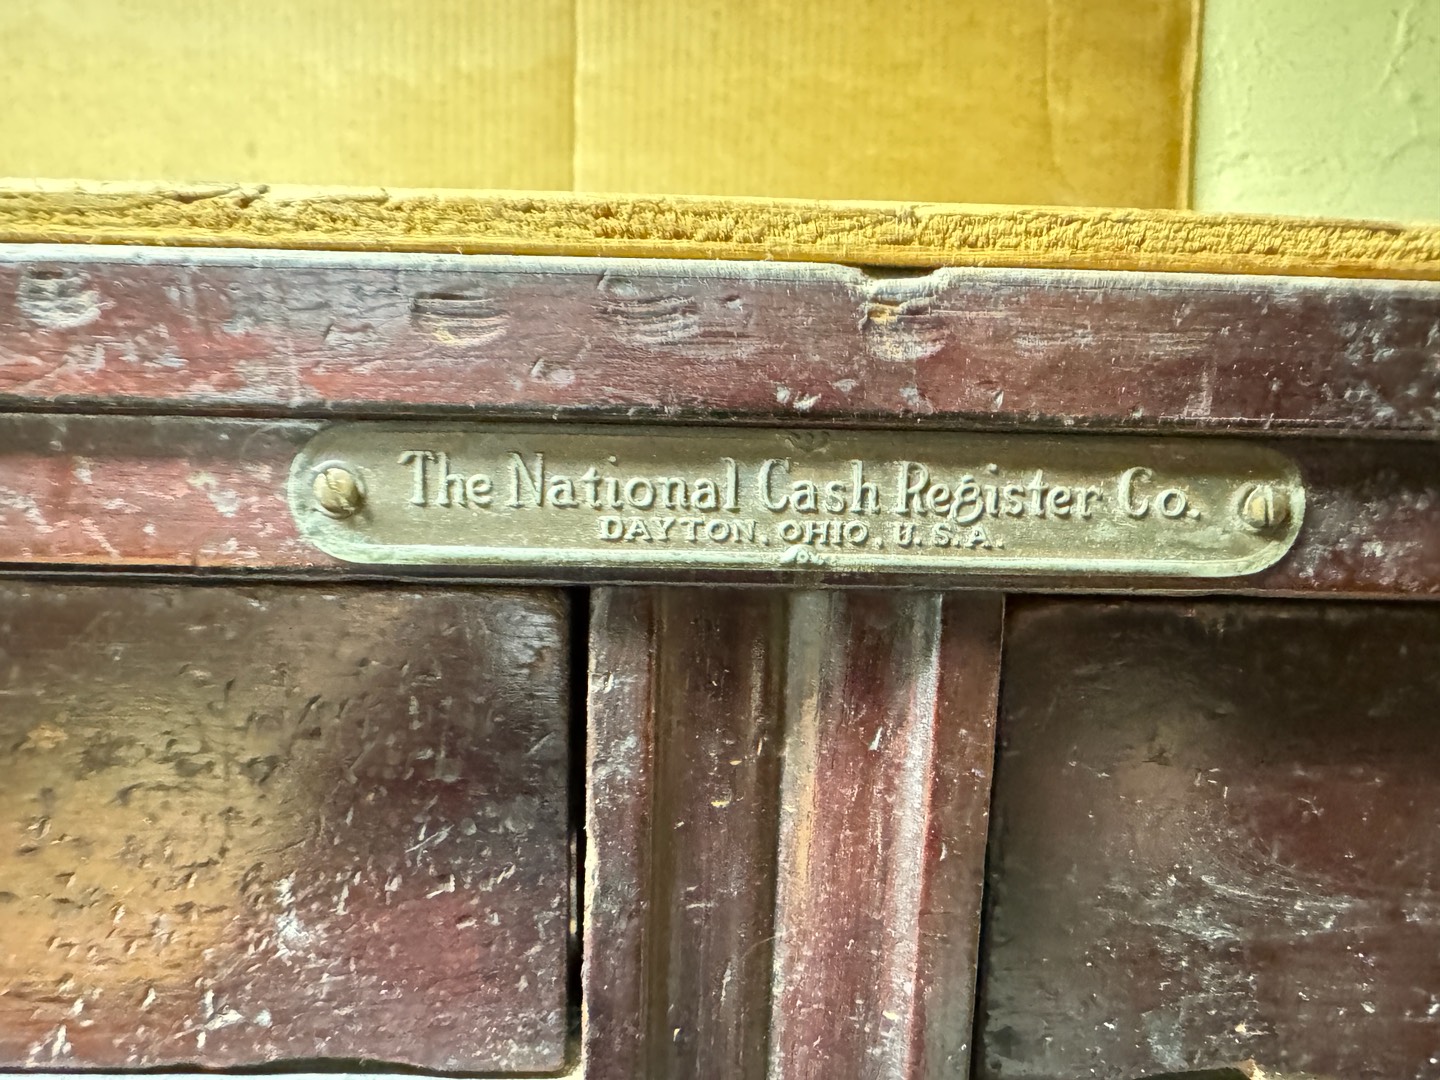 The National Cash Register Co.
DAYTON, OHIO, U.S.A.